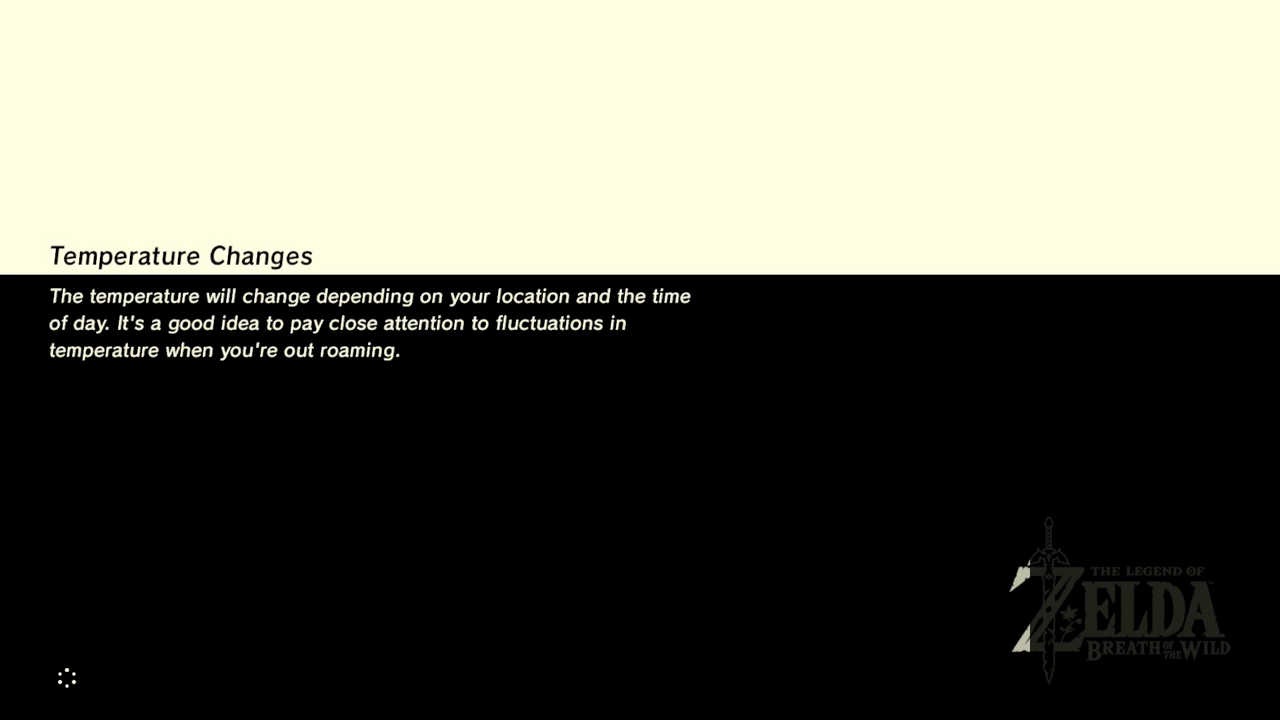 Temperature Changes
The temperature will change depending on your location and the time
of day. It's a good idea to pay close attention to fluctuations in
temperature when you're out roaming.
THE LEGEND OF
ZELDA
BREATH OF THE WILD